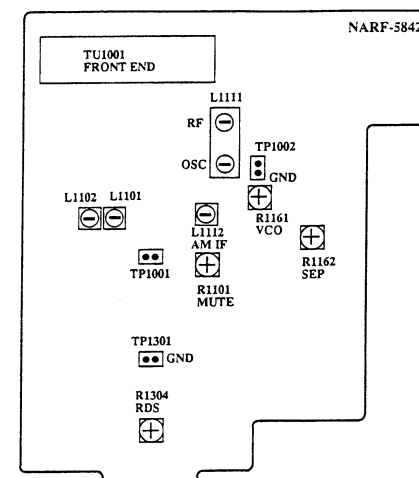 NARF-5842
TU1001
FRONT END
L1111
RF
OSC
TP1002
GND
L1102
L1101
L1112
AM IF
R1161
VCO
R1162
SEP
TP1001
R1101
MUTE
TP1301
GND
R1304
RDS